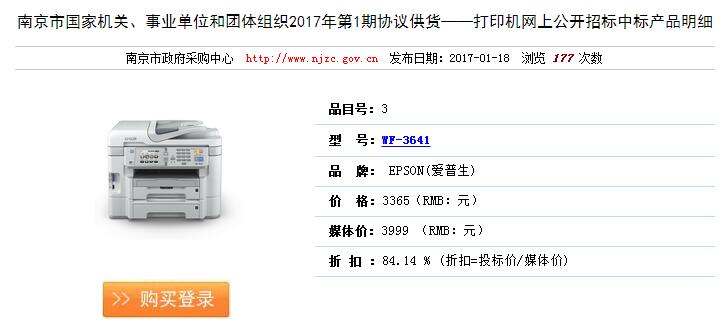 南京市国家机关、事业单位和团体组织2017年第1期协议供货——打印机网上公开招标中标产品明细
南京市政府采购中心 http://www.njzc.gov.cn 发布日期：2017-01-18 浏览 177 次数
品目号：3
型 号：WF-3641
品 牌： EPSON(爱普生)
价 格：3365（RMB：元）
媒体价：3999 （RMB：元）
折 扣 ：84.14 % (折扣=投标价/媒体价)
EPSON
>> 购买登录